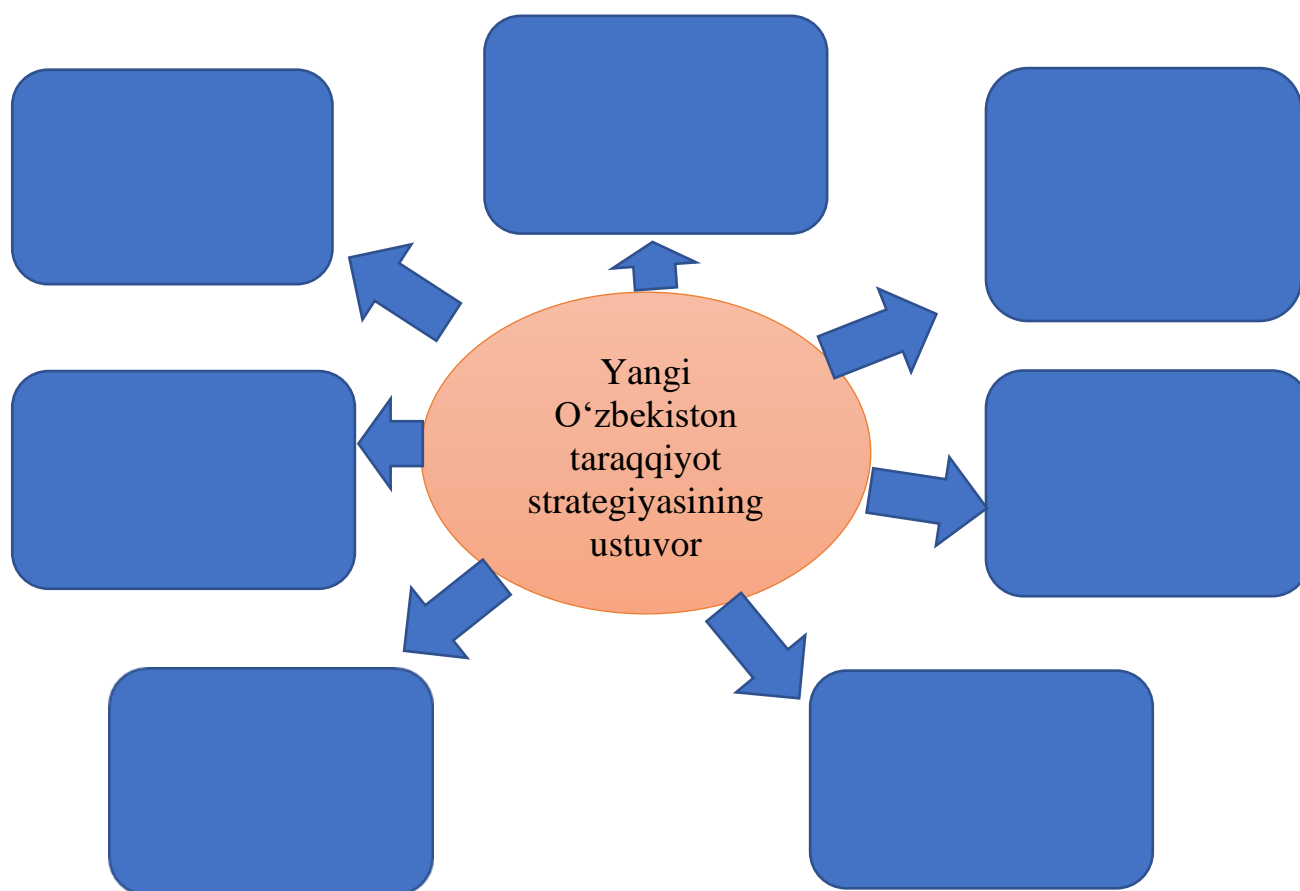 Yangi
O‘zbekiston
taraqqiyot
strategiyasining
ustuvor